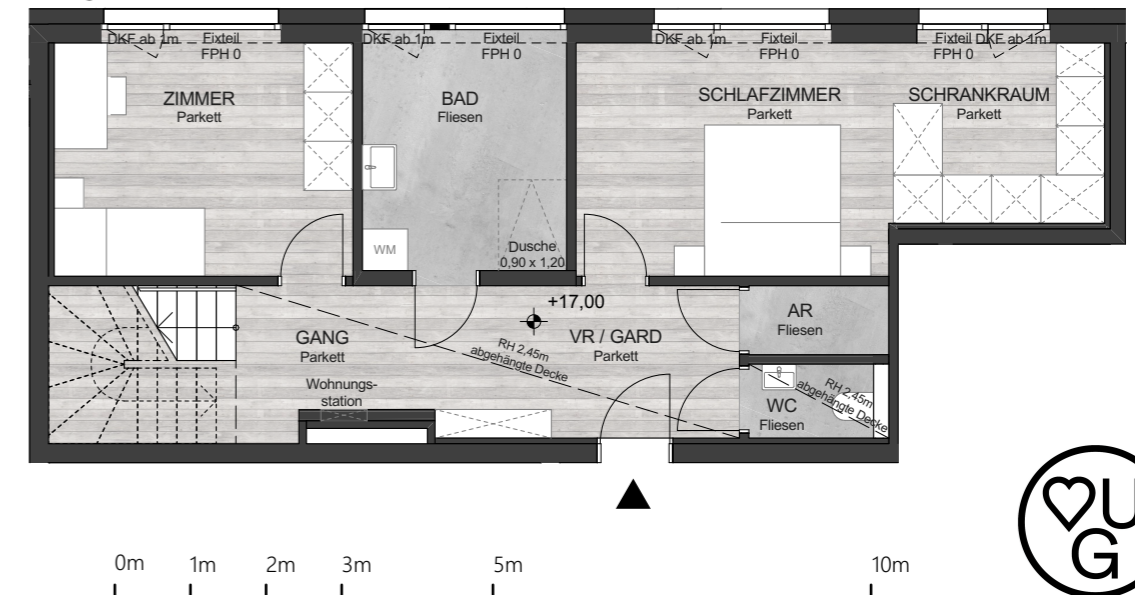 DKF ab 1m
Fixteil
FPH 0
DKF ab 1m
Fixteil
FPH 0
DKF ab 1m
Fixteil
FPH 0
Fixteil
FPH 0
DKF ab 1m
ZIMMER
Parkett
BAD
Fliesen
SCHLAFZIMMER
Parkett
SCHRANKRAUM
Parkett
WM
Dusche
0,90 x 1,20
+17,00
GANG
Parkett
RH 2,45m
abgehängte Decke
VR / GARD
Parkett
AR
Fliesen
Wohnungs-
station
WC
Fliesen
RH 2,45m
abgehängte Decke
0m
1m
2m
3m
5m
10m
U
G